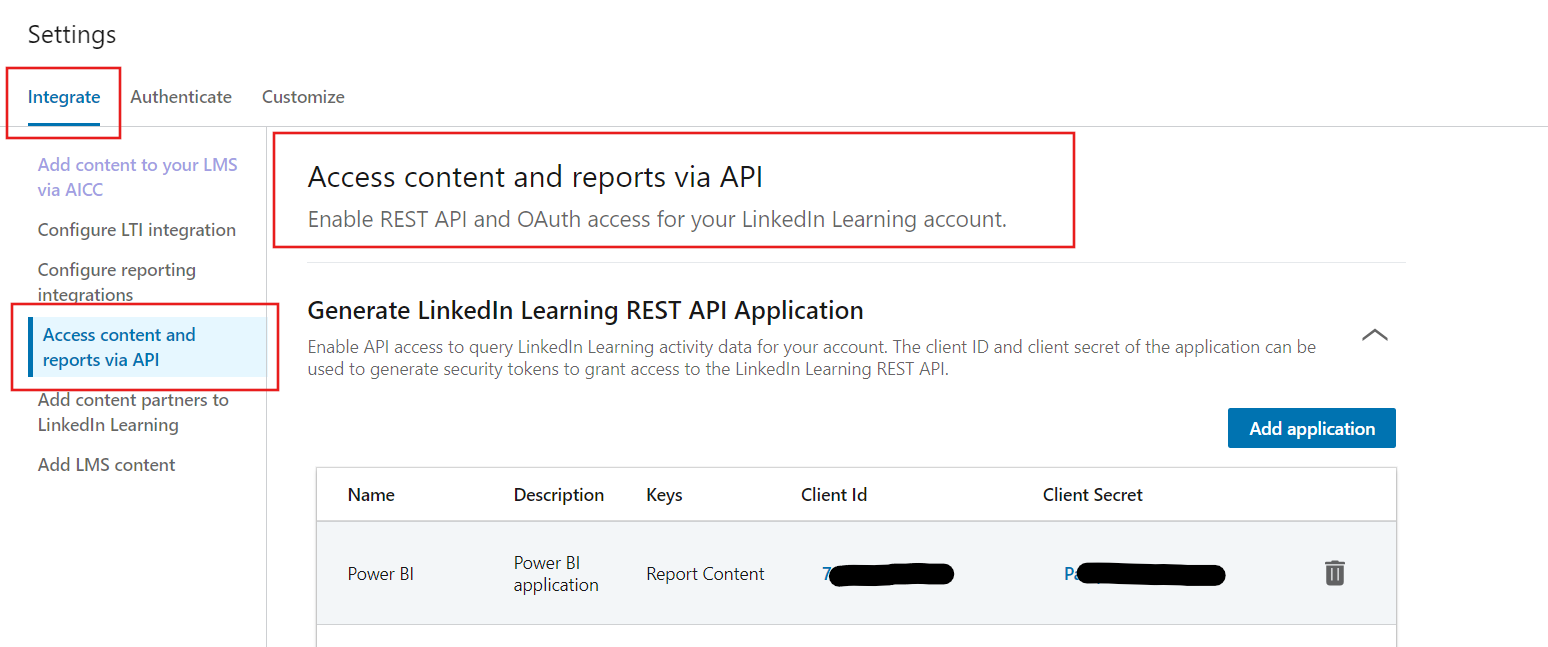 Settings
Integrate Authenticate Customize
Add content to your LMS
via AICC
Configure LTI integration
Configure reporting
integrations
Access content and
reports via API
Add content partners to
LinkedIn Learning
Add LMS content
Access content and reports via API
Enable REST API and OAuth access for your LinkedIn Learning account.
Generate LinkedIn Learning REST API Application
Enable API access to query LinkedIn Learning activity data for your account. The client ID and client secret of the application can be
used to generate security tokens to grant access to the LinkedIn Learning REST API.
Add application
Name Description Keys Client Id Client Secret
Power BI
Power BI
application
Report Content
7